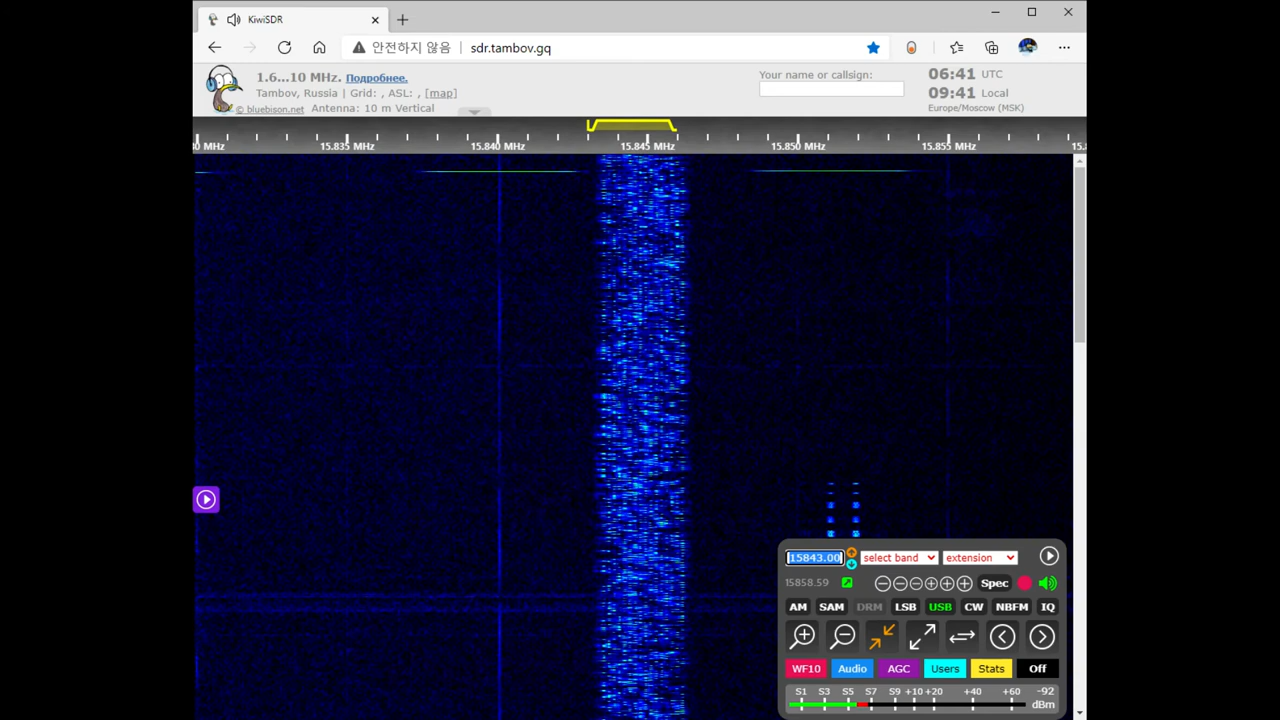 KiwiSDR
안전하지 않음 sdr.tambov.gq
1.6...10 MHz. Подробнее.
Tambov, Russia | Grid: , ASL: , [map]
© bluebison.net Antenna: 10 m Vertical
Your name or callsign:
06:41 UTC
09:41 Local
Europe/Moscow (MSK)
0 MHz 15.835 MHz 15.840 MHz 15.845 MHz 15.850 MHz 15.855 MHz 15.8
15843.00 select band extension
15858.59 Spec
AM SAM DRM LSB USB CW NBFM IQ
WF10 Audio AGC Users Stats Off
S1 S3 S5 S7 S9 +10 +20 +40 +60 -92
dBm